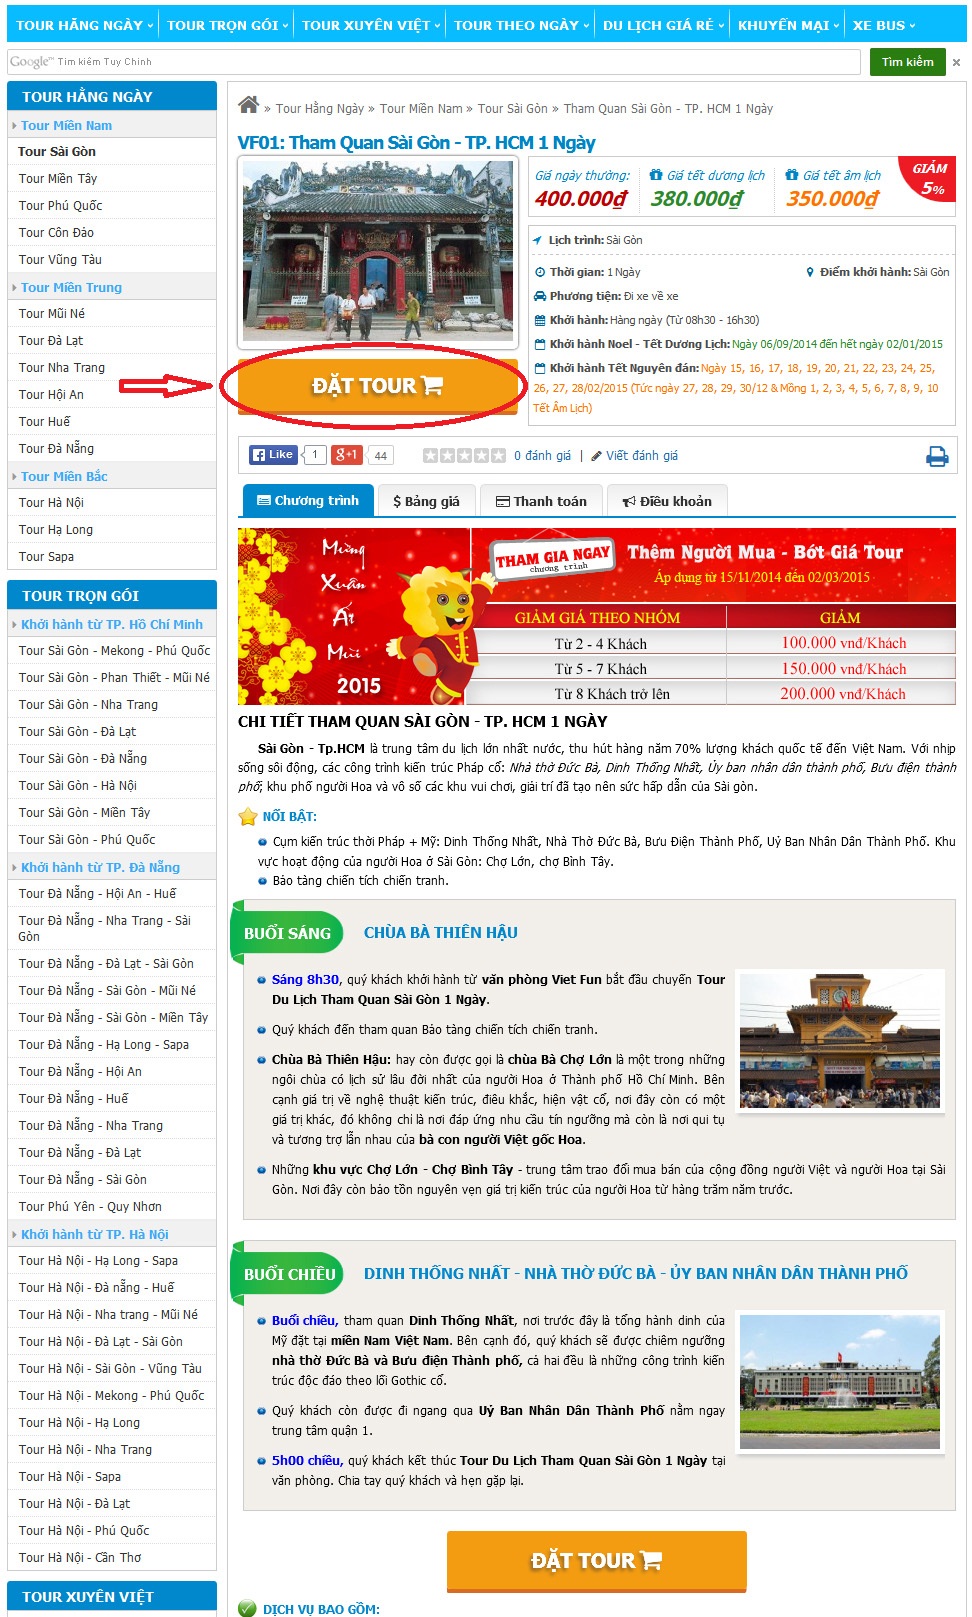 TOUR HẰNG NGÀY TOUR TRỌN GÓI TOUR XUYÊN VIỆT TOUR THEO NGÀY DU LỊCH GIÁ RẺ KHUYẾN MẠI XE BUS
Google™ Tìm kiếm Tùy Chỉnh Tìm kiếm ×
TOUR HẰNG NGÀY
Tour Miền Nam
Tour Sài Gòn
Tour Miền Tây
Tour Phú Quốc
Tour Côn Đảo
Tour Vũng Tàu
Tour Miền Trung
Tour Mũi Né
Tour Đà Lạt
Tour Nha Trang
Tour Hội An
Tour Huế
Tour Đà Nẵng
Tour Miền Bắc
Tour Hà Nội
Tour Hạ Long
Tour Sapa
TOUR TRỌN GÓI
Khởi hành từ TP. Hồ Chí Minh
Tour Sài Gòn - Mekong - Phú Quốc
Tour Sài Gòn - Phan Thiết - Mũi Né
Tour Sài Gòn - Nha Trang
Tour Sài Gòn - Đà Lạt
Tour Sài Gòn - Đà Nẵng
Tour Sài Gòn - Hà Nội
Tour Sài Gòn - Miền Tây
Tour Sài Gòn - Phú Quốc
Khởi hành từ TP. Đà Nẵng
Tour Đà Nẵng - Hội An - Huế
Tour Đà Nẵng - Nha Trang - Sài
Gòn
Tour Đà Nẵng - Đà Lạt - Sài Gòn
Tour Đà Nẵng - Sài Gòn - Mũi Né
Tour Đà Nẵng - Sài Gòn - Miền Tây
Tour Đà Nẵng - Hạ Long - Sapa
Tour Đà Nẵng - Hội An
Tour Đà Nẵng - Huế
Tour Đà Nẵng - Nha Trang
Tour Đà Nẵng - Đà Lạt
Tour Đà Nẵng - Sài Gòn
Tour Phú Yên - Quy Nhơn
Khởi hành từ TP. Hà Nội
Tour Hà Nội - Hạ Long - Sapa
Tour Hà Nội - Đà nẵng - Huế
Tour Hà Nội - Nha trang - Mũi Né
Tour Hà Nội - Đà Lạt - Sài Gòn
Tour Hà Nội - Sài Gòn - Vũng Tàu
Tour Hà Nội - Mekong - Phú Quốc
Tour Hà Nội - Hạ Long
Tour Hà Nội - Nha Trang
Tour Hà Nội - Sapa
Tour Hà Nội - Đà Lạt
Tour Hà Nội - Phú Quốc
Tour Hà Nội - Cần Thơ
TOUR XUYÊN VIỆT
» Tour Hằng Ngày » Tour Miền Nam » Tour Sài Gòn » Tham Quan Sài Gòn - TP. HCM 1 Ngày
VF01: Tham Quan Sài Gòn - TP. HCM 1 Ngày
Giá ngày thường: Giá tết dương lịch Giá tết âm lịch GIẢM
400.000₫ 380.000₫ 350.000₫ 5%
Lịch trình: Sài Gòn
Thời gian: 1 Ngày Điểm khởi hành: Sài Gòn
Phương tiện: Đi xe về xe
Khởi hành: Hàng ngày (Từ 08h30 - 16h30)
Khởi hành Noel - Tết Dương Lịch: Ngày 06/09/2014 đến hết ngày 02/01/2015
Khởi hành Tết Nguyên đán: Ngày 15, 16, 17, 18, 19, 20, 21, 22, 23, 24, 25,
26, 27, 28/02/2015 (Tức ngày 27, 28, 29, 30/12 & Mồng 1, 2, 3, 4, 5, 6, 7, 8, 9, 10
Tết Âm Lịch)
ĐẶT TOUR
Like 1 g+1 44 0 đánh giá | Viết đánh giá
Chương trình $ Bảng giá Thanh toán Điều khoản
Mừng
Xuân
Ất
Mùi
2015
THAM GIA NGAY
chương trình
Thêm Người Mua - Bớt Giá Tour
Áp dụng từ 15/11/2014 đến 02/03/2015
GIẢM GIÁ THEO NHÓM GIẢM
Từ 2 - 4 Khách 100.000 vnđ/Khách
Từ 5 - 7 Khách 150.000 vnđ/Khách
Từ 8 Khách trở lên 200.000 vnđ/Khách
CHI TIẾT THAM QUAN SÀI GÒN - TP. HCM 1 NGÀY
Sài Gòn - Tp.HCM là trung tâm du lịch lớn nhất nước, thu hút hàng năm 70% lượng khách quốc tế đến Việt Nam. Với nhịp
sống sôi động, các công trình kiến trúc Pháp cổ: Nhà thờ Đức Bà, Dinh Thống Nhất, Ủy ban nhân dân thành phố, Bưu điện thành
phố; khu phố người Hoa và vô số các khu vui chơi, giải trí đã tạo nên sức hấp dẫn của Sài gòn.
NỔI BẬT:
Cụm kiến trúc thời Pháp + Mỹ: Dinh Thống Nhất, Nhà Thờ Đức Bà, Bưu Điện Thành Phố, Uỷ Ban Nhân Dân Thành Phố. Khu
vực hoạt động của người Hoa ở Sài Gòn: Chợ Lớn, chợ Bình Tây.
Bảo tàng chiến tích chiến tranh.
BUỔI SÁNG CHÙA BÀ THIÊN HẬU
Sáng 8h30, quý khách khởi hành từ văn phòng Viet Fun bắt đầu chuyến Tour
Du Lịch Tham Quan Sài Gòn 1 Ngày.
Quý khách đến tham quan Bảo tàng chiến tích chiến tranh.
Chùa Bà Thiên Hậu: hay còn được gọi là chùa Bà Chợ Lớn là một trong những
ngôi chùa có lịch sử lâu đời nhất của người Hoa ở Thành phố Hồ Chí Minh. Bên
cạnh giá trị về nghệ thuật kiến trúc, điêu khắc, hiện vật cổ, nơi đây còn có một
giá trị khác, đó không chỉ là nơi đáp ứng nhu cầu tín ngưỡng mà còn là nơi qui tụ
và tương trợ lẫn nhau của bà con người Việt gốc Hoa.
Những khu vực Chợ Lớn - Chợ Bình Tây - trung tâm trao đổi mua bán của cộng đồng người Việt và người Hoa tại Sài
Gòn. Nơi đây còn bảo tồn nguyên vẹn giá trị kiến trúc của người Hoa từ hàng trăm năm trước.
BUỔI CHIỀU DINH THỐNG NHẤT - NHÀ THỜ ĐỨC BÀ - ỦY BAN NHÂN DÂN THÀNH PHỐ
Buổi chiều, tham quan Dinh Thống Nhất, nơi trước đây là tổng hành dinh của
Mỹ đặt tại miền Nam Việt Nam. Bên cạnh đó, quý khách sẽ được chiêm ngưỡng
nhà thờ Đức Bà và Bưu điện Thành phố, cả hai đều là những công trình kiến
trúc độc đáo theo lối Gothic cổ.
Quý khách còn được đi ngang qua Uỷ Ban Nhân Dân Thành Phố nằm ngay
trung tâm quận 1.
5h00 chiều, quý khách kết thúc Tour Du Lịch Tham Quan Sài Gòn 1 Ngày tại
văn phòng. Chia tay quý khách và hẹn gặp lại.
ĐẶT TOUR
DỊCH VỤ BAO GỒM: